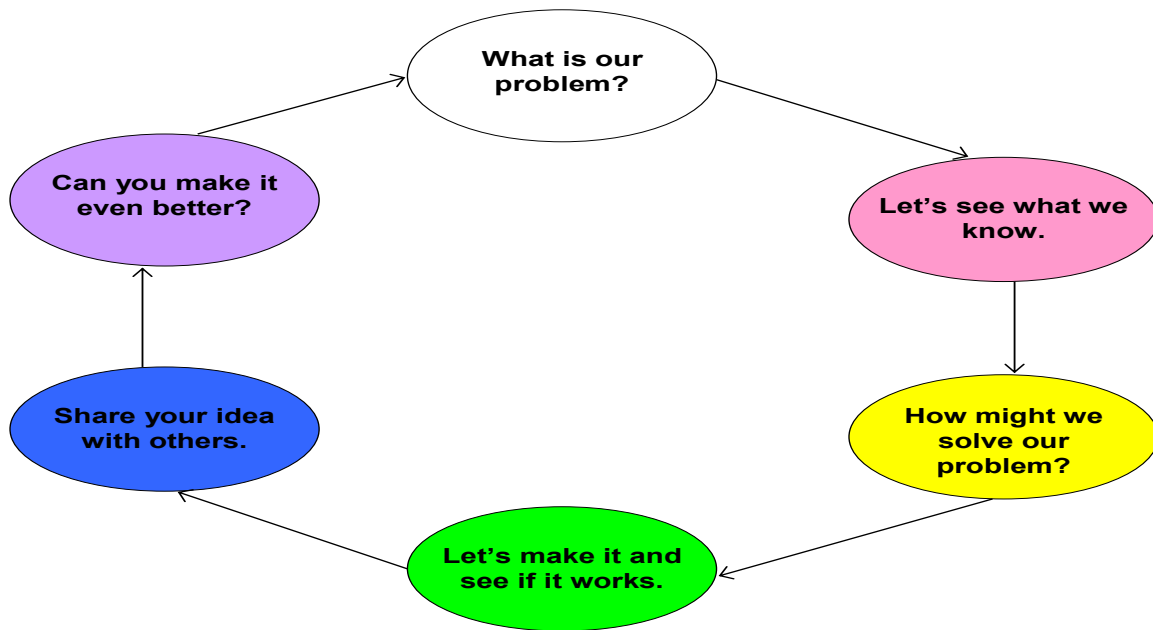 What is our
problem?
Let’s see what we
know.
How might we
solve our
problem?
Let’s make it and
see if it works.
Share your idea
with others.
Can you make it
even better?